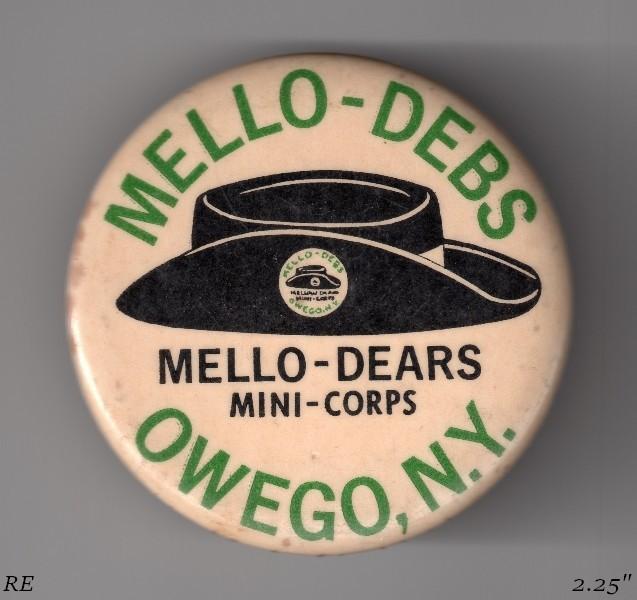 MELLO-DEBS
MELLO-DEBS
OWEGO, N.Y.
MELLO-DEARS
MINI-CORPS
OWEGO, N.Y.
RE
2.25"